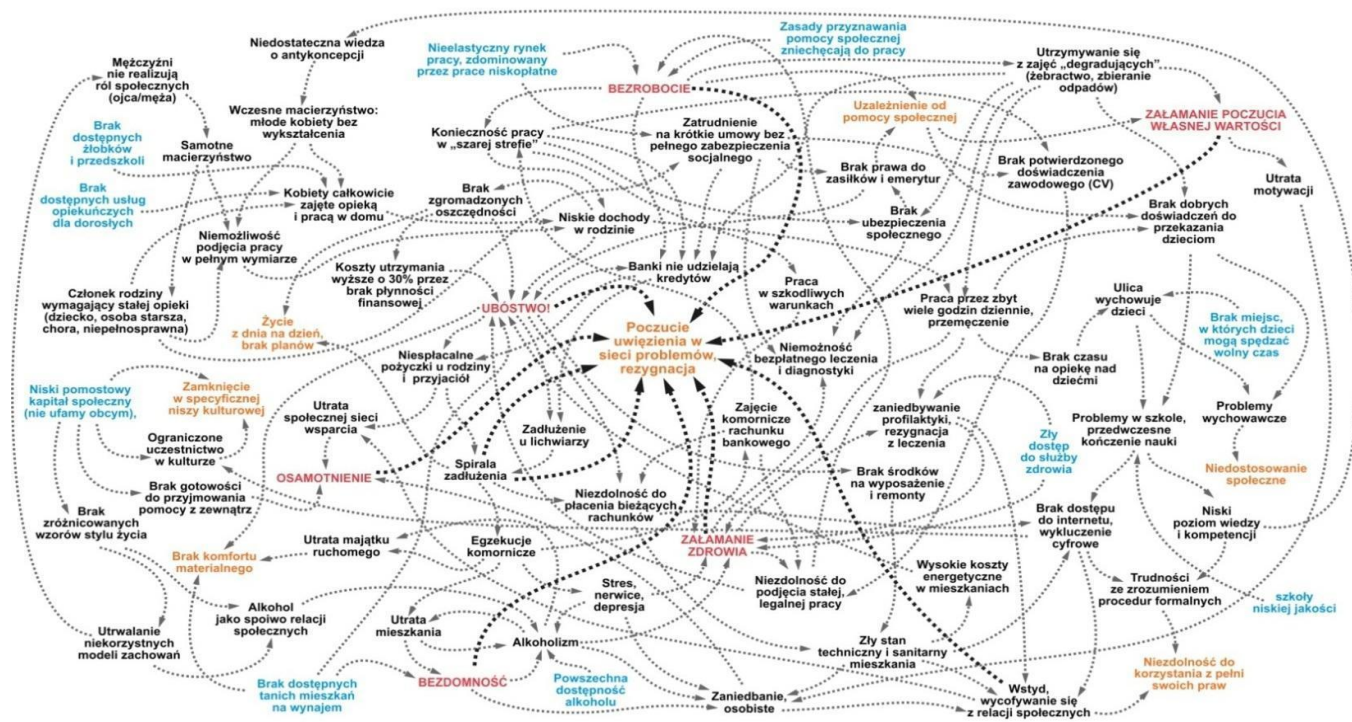 Niedostateczna wiedza
o antykoncepcji
Mężczyźni
nie realizują
ról społecznych
(ojca/męża)
Wczesne macierzyństwo:
młode kobiety bez
wykształcenia
Brak
dostępnych
żłobków
i przedszkoli
Samotne
macierzyństwo
Brak
dostępnych usług
opiekuńczych
dla dorosłych
Kobiety całkowicie
zajęte opieką
i pracą w domu
Niemożliwość
podjęcia pracy
w pełnym wymiarze
Członek rodziny
wymagający stałej opieki
(dziecko, osoba starsza,
chora, niepełnosprawna)
Nieelastyczny rynek
pracy, zdominowany
przez prace niskopłatne
Zasady przyznawania
pomocy społecznej
zniechęcają do pracy
BEZROBOCIE
Utrzymywanie się
z zajęć „degradujących”
(żebractwo, zbieranie
odpadów)
Uzależnienie od
pomocy społecznej
ZAŁAMANIE POCZUCIA
WŁASNEJ WARTOŚCI
Konieczność pracy
w „szarej strefie”
Zatrudnienie
na krótkie umowy bez
pełnego zabezpieczenia
socjalnego
Brak prawa do
zasiłków i emerytur
Brak potwierdzonego
doświadczenia
zawodowego (CV)
Utrata
motywacji
Brak
zgromadzonych
oszczędności
Niskie dochody
w rodzinie
Brak
ubezpieczenia
społecznego
Brak dobrych
doświadczeń do
przekazania
dzieciom
Koszty utrzymania
wyższe o 30% przez
brak płynności
finansowej
Banki nie udzielają
kredytów
Praca
w szkodliwych
warunkach
Praca przez zbyt
wiele godzin dziennie,
przemęczenie
Ulica
wychowuje
dzieci
Brak miejsc,
w których dzieci
mogą spędzać
wolny czas
UBÓSTWO!
Życie
z dnia na dzień,
brak planów
Poczucie
uwięzienia w
sieci problemów,
rezygnacja
Niemożność
bezpłatnego leczenia
i diagnostyki
Brak czasu
na opiekę nad
dziećmi
Niespłacalne
pożyczki u rodziny
i przyjaciół
Niski pomostowy
kapitał społeczny
(nie ufamy obcym),
Zamknięcie
w specyficznej
niszy kulturowej
Utrata
społecznej sieci
wsparcia
Zadłużenie
u lichwiarzy
Zajęcie
komornicze
rachunku
bankowego
zaniedbywanie
profilaktyki,
rezygnacja
z leczenia
Zły
dostęp
do służby
zdrowia
Problemy w szkole,
przedwczesne
kończenie nauki
Problemy
wychowawcze
Ograniczone
uczestnictwo
w kulturze
OSAMOTNIENIE
Spirala
zadłużenia
Brak środków
na wyposażenie
i remonty
Niedostosowanie
społeczne
Brak gotowości
do przyjmowania
pomocy z zewnątrz
Niezdolność do
płacenia bieżących
rachunków
Brak dostępu
do internetu,
wykluczenie
cyfrowe
Niski
poziom wiedzy
i kompetencji
Brak
zróżnicowanych
wzorów stylu życia
Brak komfortu
materialnego
Utrata majątku
ruchomego
Egzekucje
komornicze
ZAŁAMANIE
ZDROWIA
Niezdolność do
podjęcia stałej,
legalnej pracy
Wysokie koszty
energetyczne
w mieszkaniach
Trudności
ze zrozumieniem
procedur formalnych
szkoły
niskiej jakości
Stres,
nerwice,
depresja
Alkohol
jako spoiwo relacji
społecznych
Utrata
mieszkania
Alkoholizm
Zły stan
techniczny i sanitarny
mieszkania
Utrwalanie
niekorzystnych
modeli zachowań
Brak dostępnych
tanich mieszkań
na wynajem
BEZDOMNOŚĆ
Powszechna
dostępność
alkoholu
Zaniedbanie,
osobiste
Wstyd,
wycofywanie się
z relacji społecznych
Niezdolność do
korzystania z pełni
swoich praw